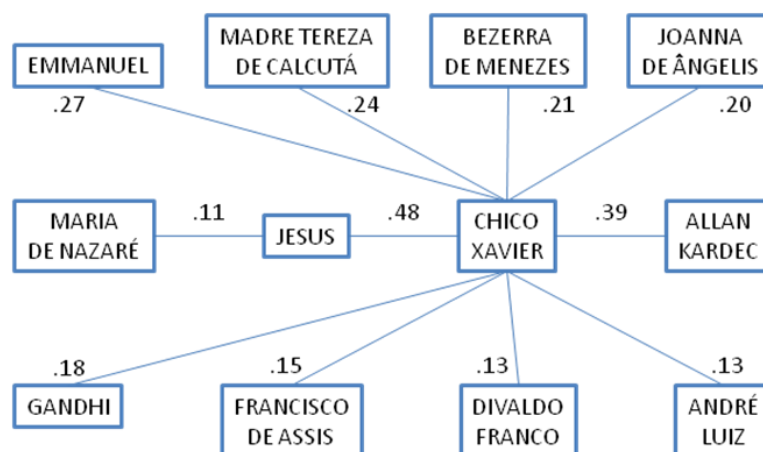 EMMANUEL
MADRE TEREZA
DE CALCUTÁ
BEZERRA
DE MENEZES
JOANNA
DE ÂNGELIS
.27
.24
.21
.20
MARIA
DE NAZARÉ
.11
JESUS
.48
CHICO
XAVIER
.39
ALLAN
KARDEC
.18
.15
.13
.13
GANDHI
FRANCISCO
DE ASSIS
DIVALDO
FRANCO
ANDRÉ
LUIZ